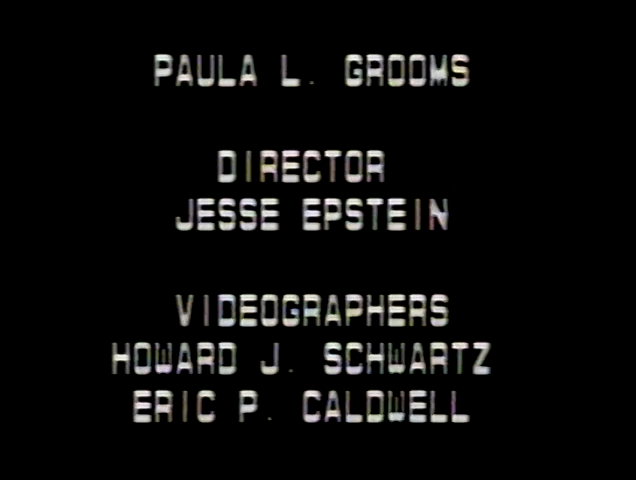 PAULA L. GROOMS
DIRECTOR
JESSE EPSTEIN
VIDEOGRAPHERS
HOWARD J. SCHWARTZ
ERIC P. CALDWELL